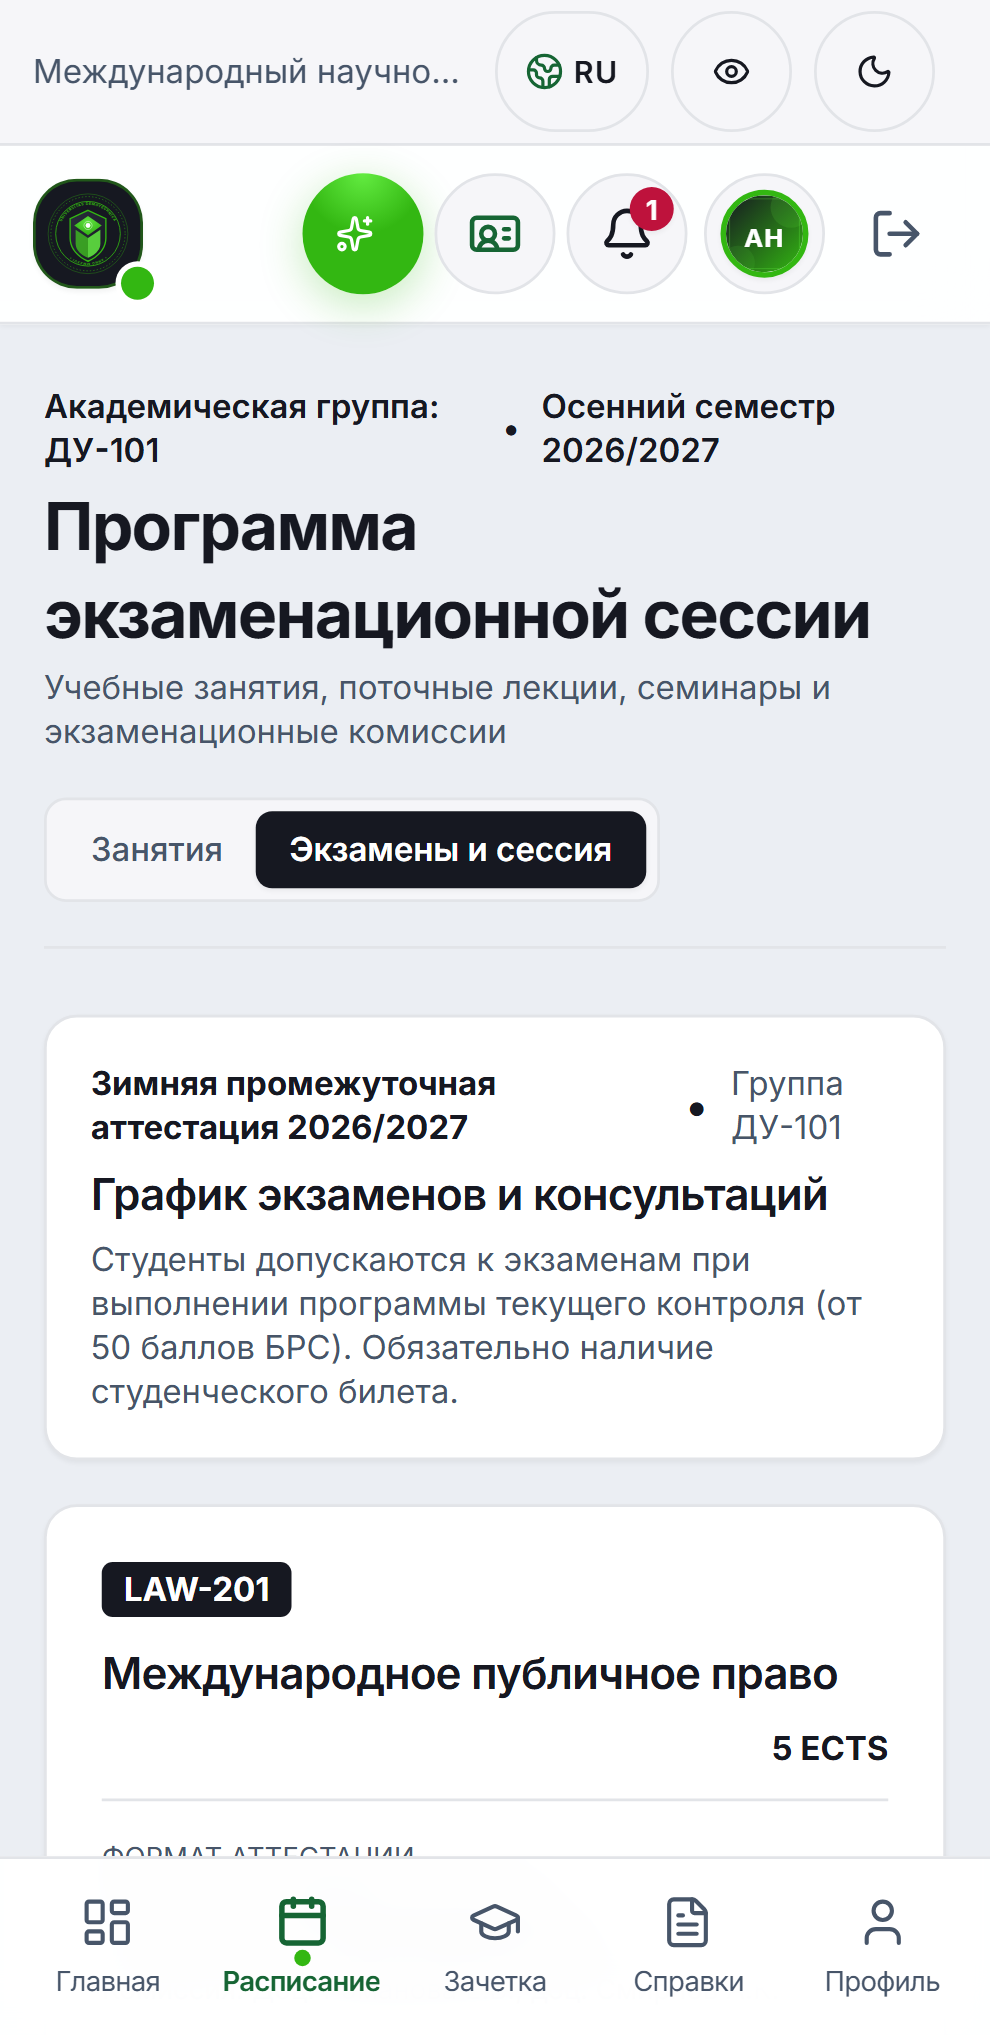 Международный научно...
RU
1
АН
Академическая группа:
ДУ-101
•
Осенний семестр
2026/2027
Программа
экзаменационной сессии
Учебные занятия, поточные лекции, семинары и
экзаменационные комиссии
Занятия
Экзамены и сессия
Зимняя промежуточная
аттестация 2026/2027
•
Группа
ДУ-101
График экзаменов и консультаций
Студенты допускаются к экзаменам при
выполнении программы текущего контроля (от
50 баллов БРС). Обязательно наличие
студенческого билета.
LAW-201
Международное публичное право
5 ECTS
ФОРМАТ АТТЕСТАЦИИ
Главная
Расписание
Зачетка
Справки
Профиль